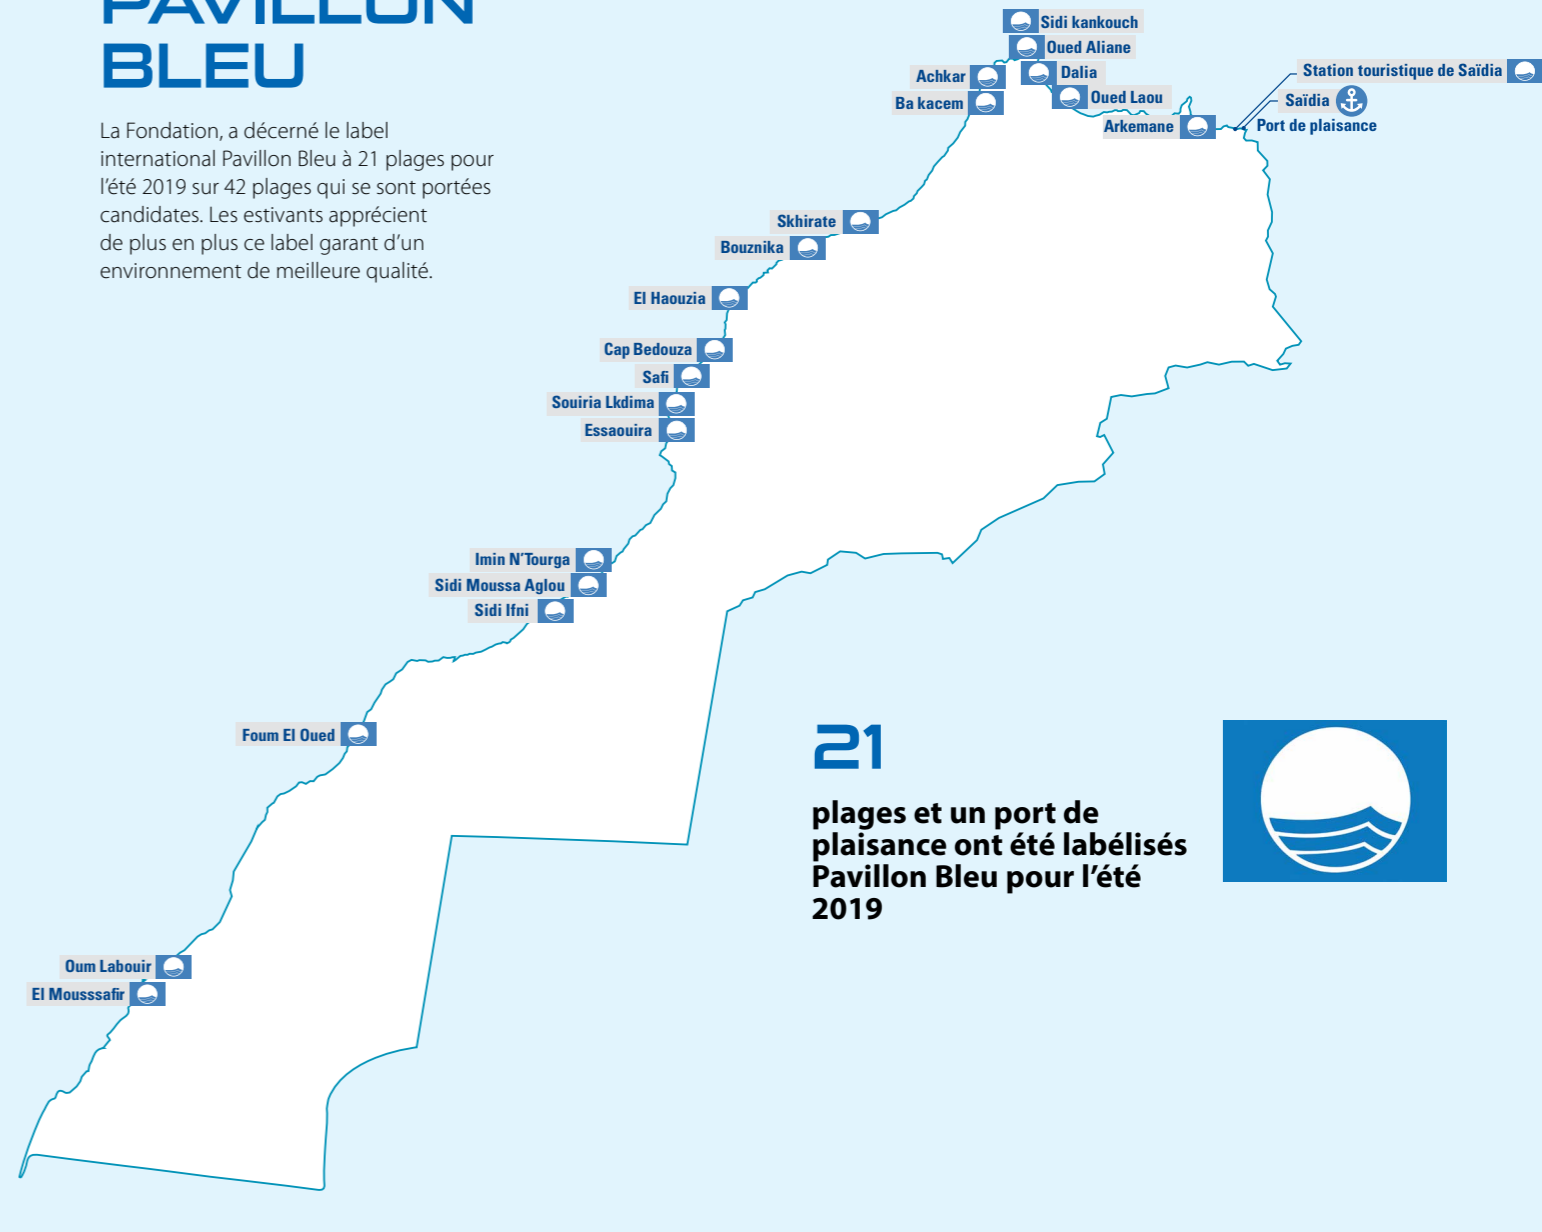 PAVILLON
BLEU
La Fondation, a décerné le label
international Pavillon Bleu à 21 plages pour
l'été 2019 sur 42 plages qui se sont portées
candidates. Les estivants apprécient
de plus en plus ce label garant d'un
environnement de meilleure qualité.
Sidi kankouch
Oued Aliane
Achkar
Dalia
Ba kacem
Oued Laou
Station touristique de Saïdia
Saïdia
Arkemane
Port de plaisance
Skhirate
Bouznika
El Haouzia
Cap Bedouza
Safi
Souiria Lkdima
Essaouira
Imin N'Tourga
Sidi Moussa Aglou
Sidi Ifni
Foum El Oued
Oum Labouir
El Mousssafir
21
plages et un port de
plaisance ont été labélisés
Pavillon Bleu pour l'été
2019